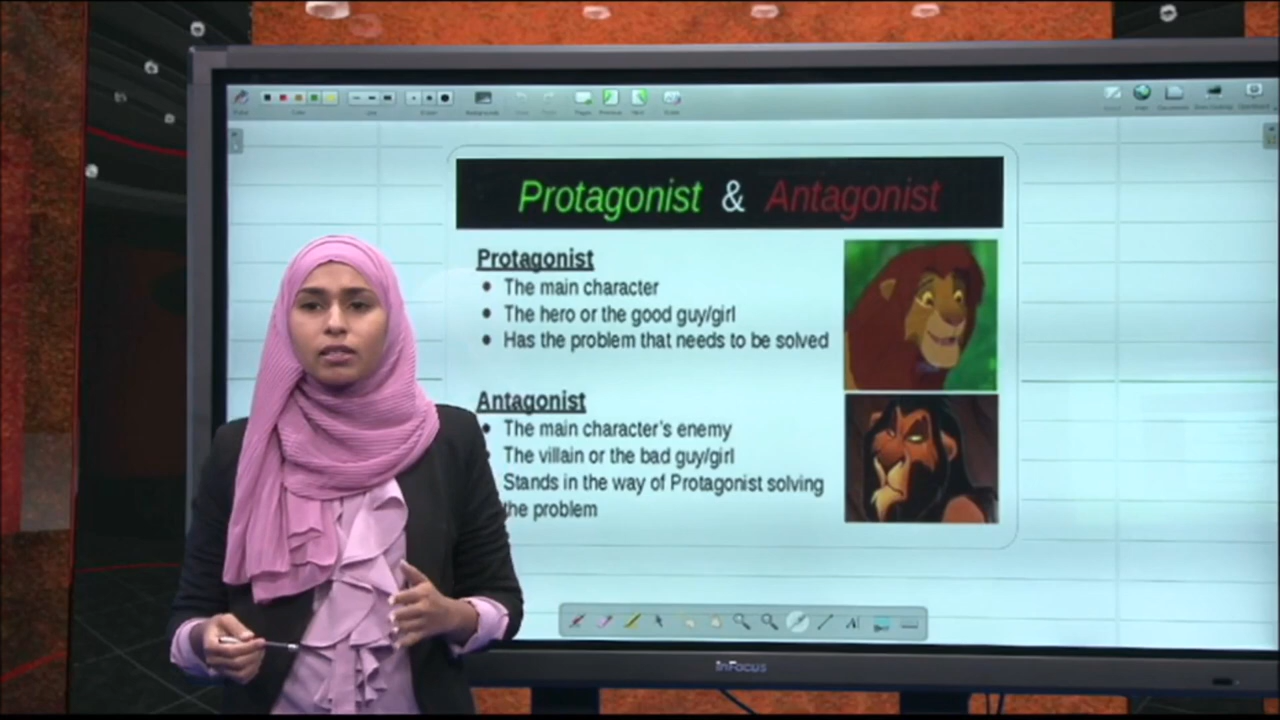 Protagonist & Antagonist
Protagonist
• The main character
• The hero or the good guy/girl
• Has the problem that needs to be solved
Antagonist
• The main character's enemy
• The villain or the bad guy/girl
Stands in the way of Protagonist solving
the problem
InFocus